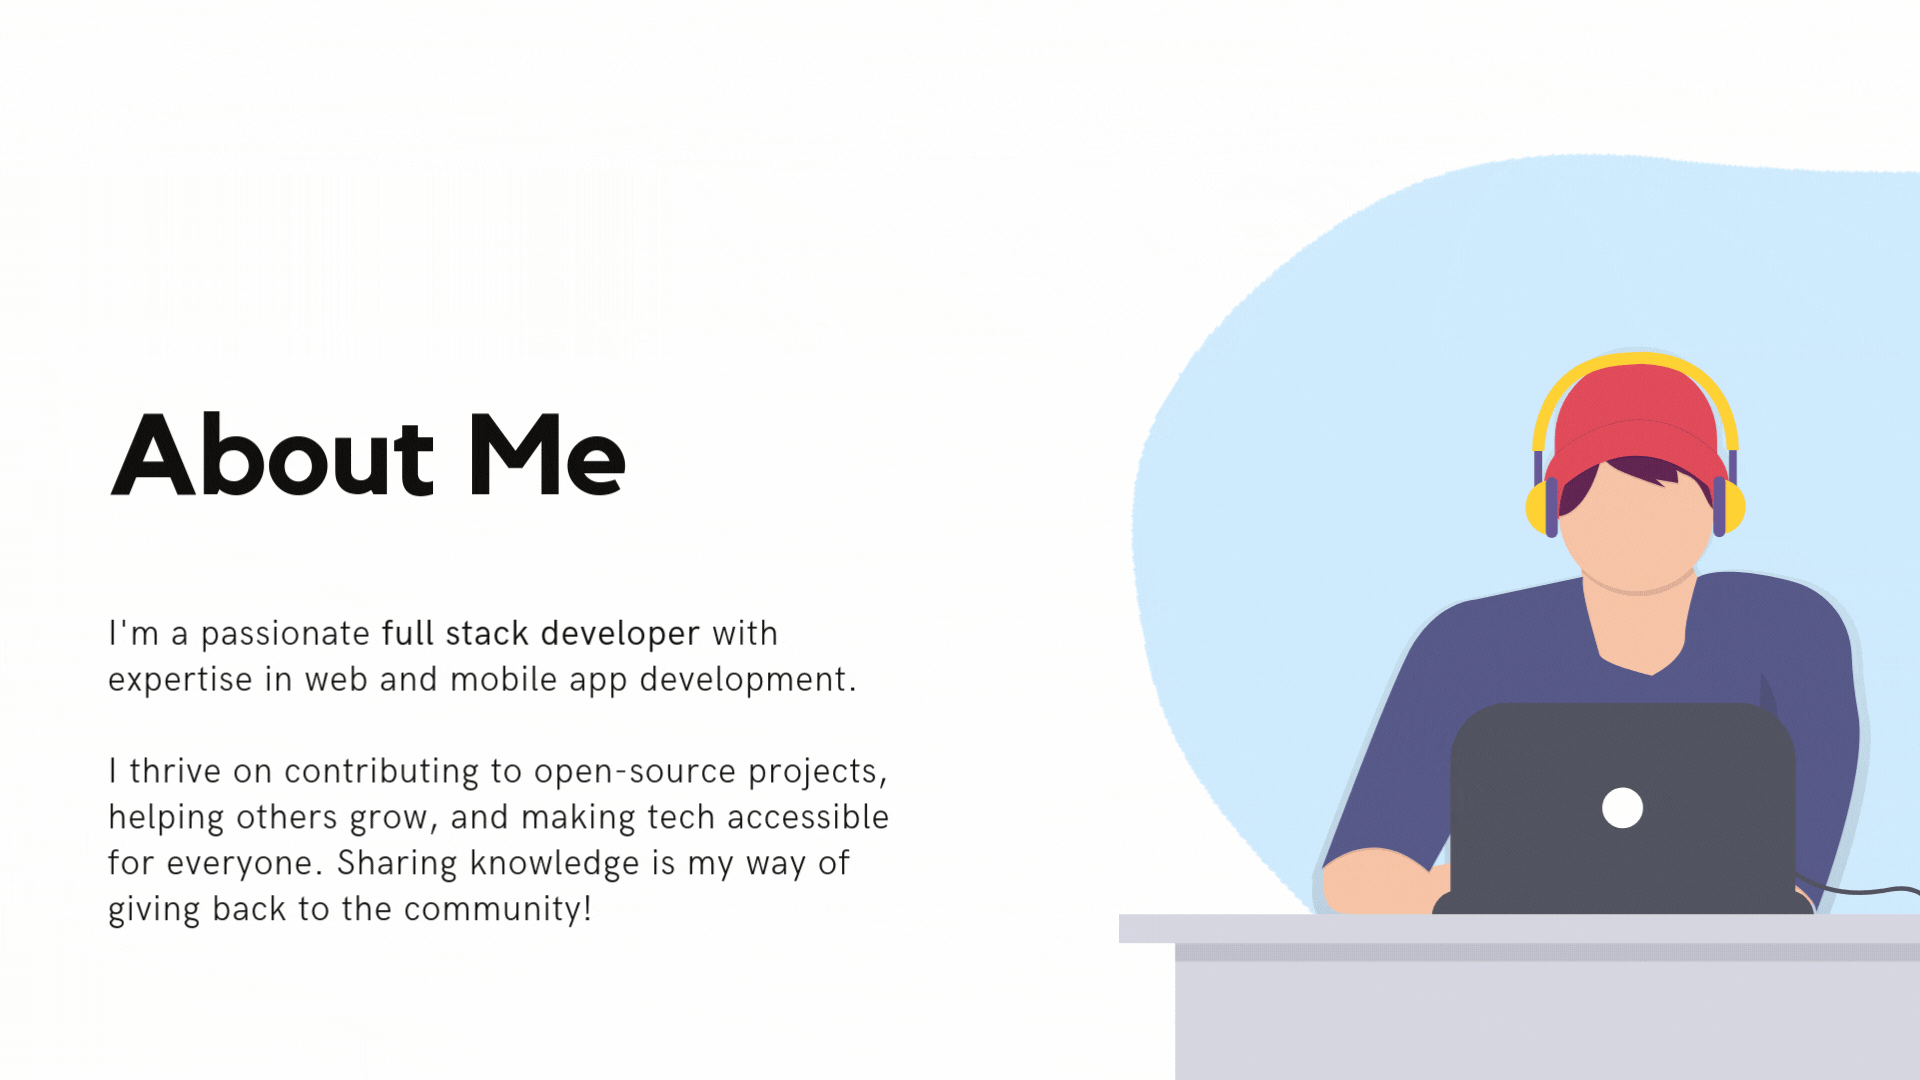 About Me
I'm a passionate full stack developer with
expertise in web and mobile app development.
I thrive on contributing to open-source projects,
helping others grow, and making tech accessible
for everyone. Sharing knowledge is my way of
giving back to the community!